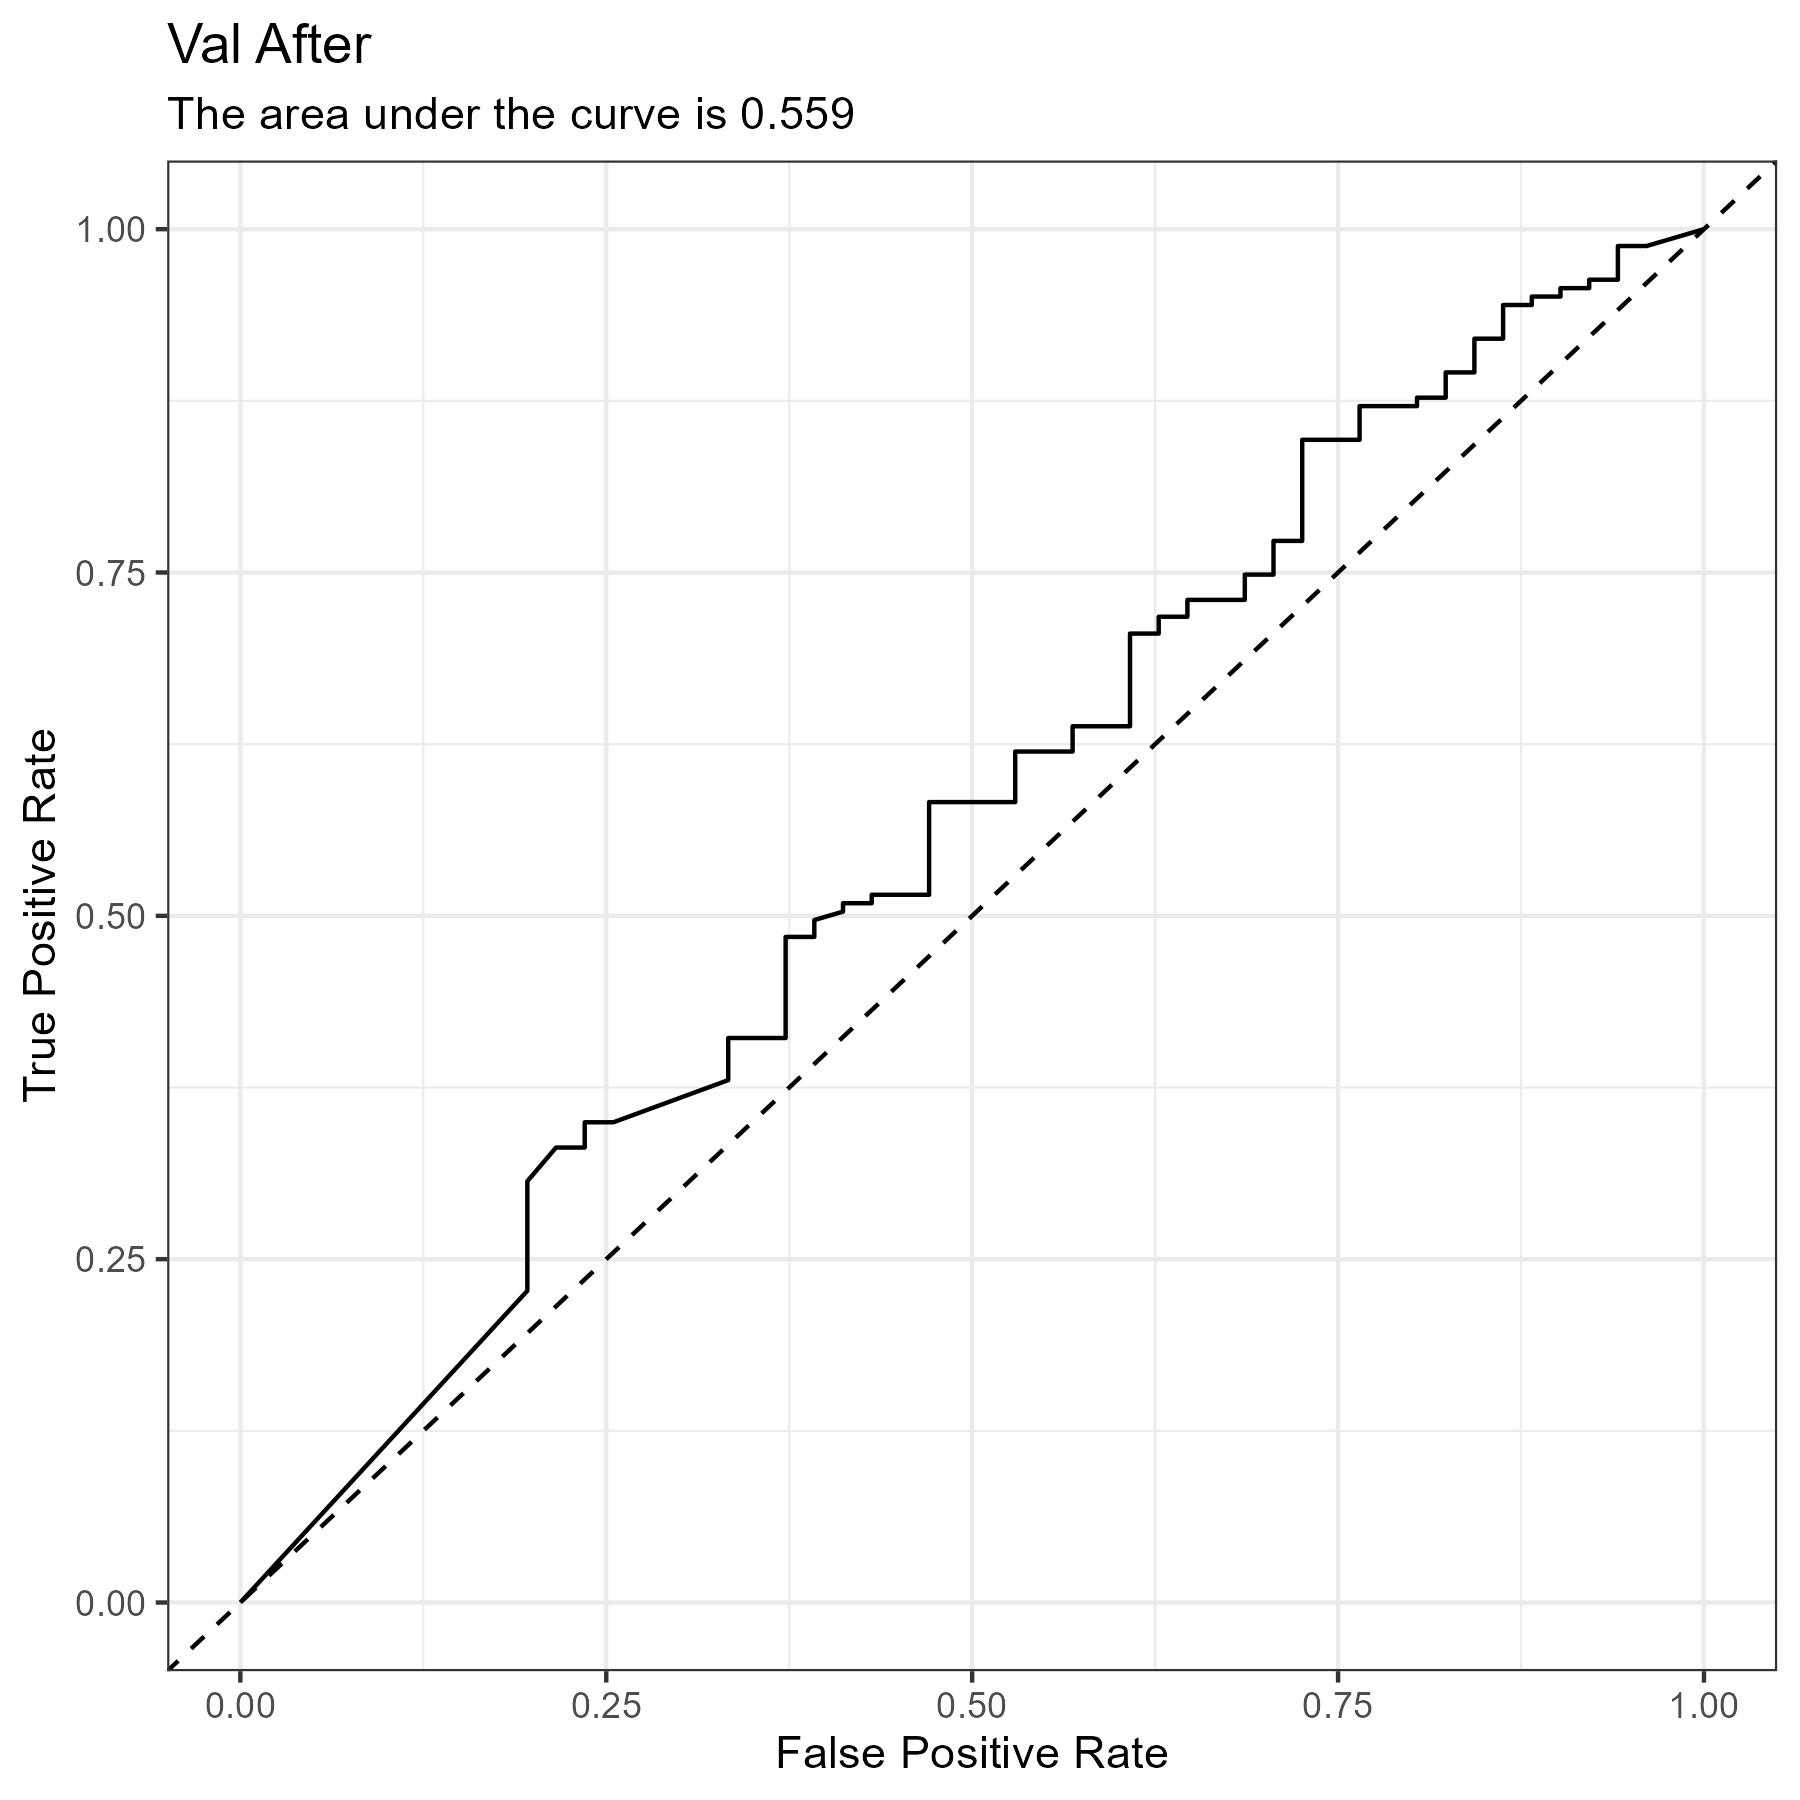 Val After
The area under the curve is 0.559
1.00
0.75
0.50
0.25
0.00
True Positive Rate
0.00 0.25 0.50 0.75 1.00
False Positive Rate